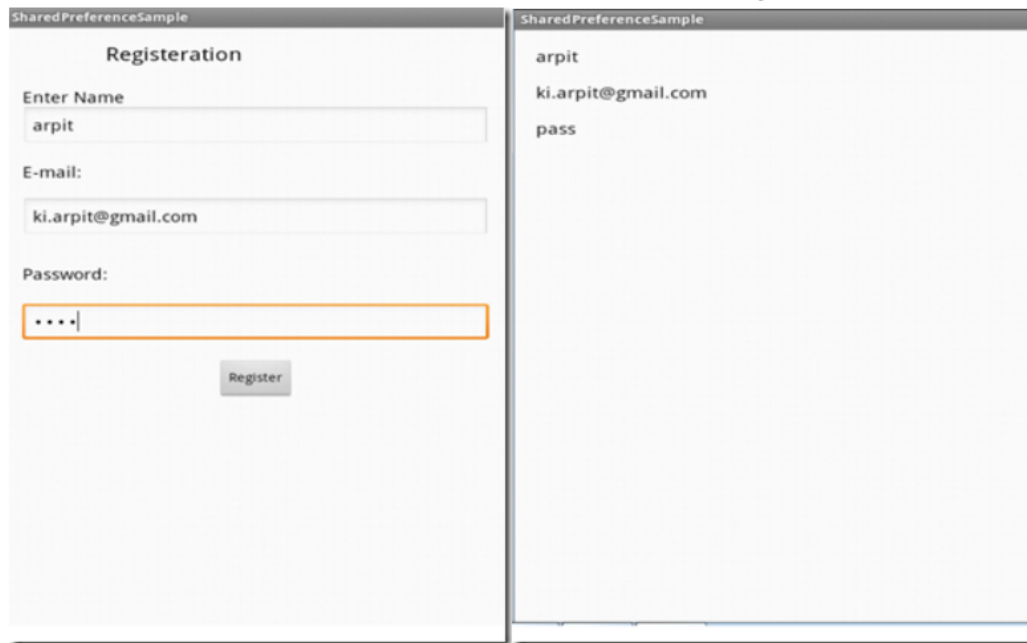 SharedPreferenceSample
Registeration
Enter Name
arpit
E-mail:
ki.arpit@gmail.com
Password:
••••
Register
SharedPreferenceSample
arpit
ki.arpit@gmail.com
pass